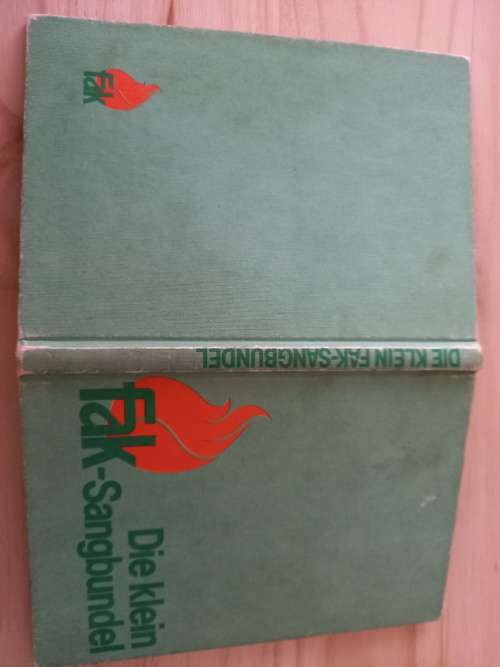 fak
DIE KLEIN FAK-SANGBUNDEL
Die klein
fak-Sangbundel